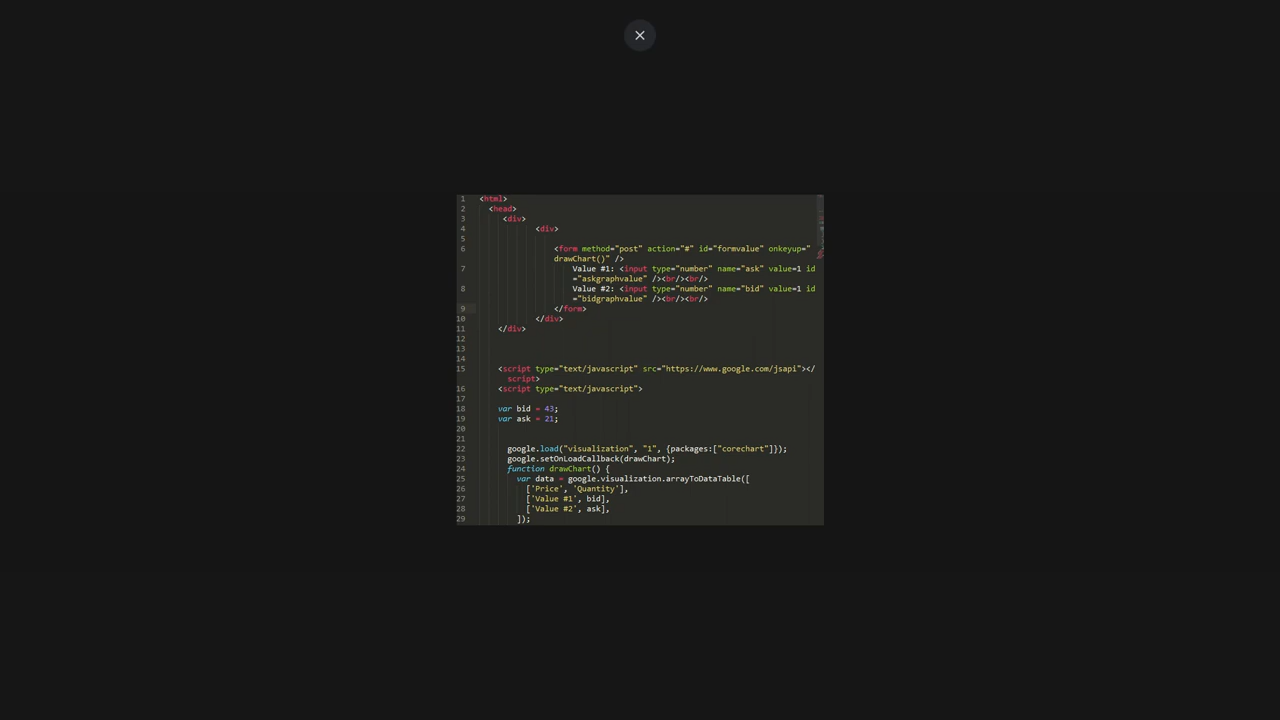 1 <html>
2 <head>
3 <div>
4 <div>
5
6 <form method="post" action="#" id="formvalue" onkeyup="
drawChart()" />
7 Value #1: <input type="number" name="ask" value=1 id
="askgraphvalue" /><br/><br/>
8 Value #2: <input type="number" name="bid" value=1 id
="bidgraphvalue" /><br/><br/>
9 </form>
10 </div>
11 </div>
12
13
14
15 <script type="text/javascript" src="https://www.google.com/jsapi"></
script>
16 <script type="text/javascript">
17
18 var bid = 43;
19 var ask = 21;
20
21
22 google.load("visualization", "1", {packages:["corechart"]});
23 google.setOnLoadCallback(drawChart);
24 function drawChart() {
25 var data = google.visualization.arrayToDataTable([
26 ['Price', 'Quantity'],
27 ['Value #1', bid],
28 ['Value #2', ask],
29 ]);